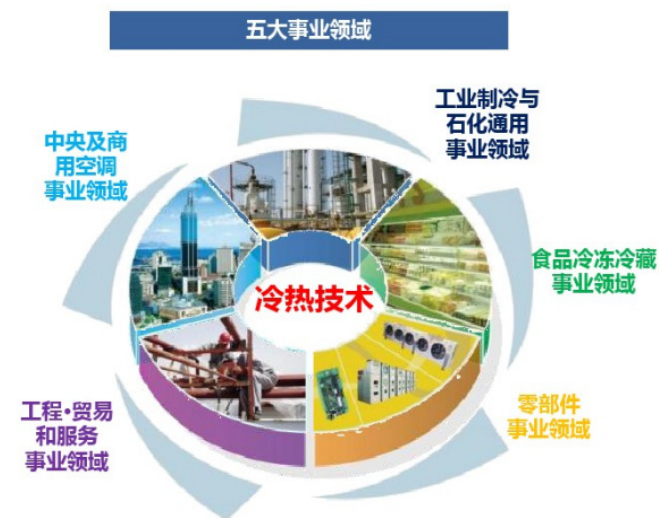 五大事业领域
工业制冷与
石化通用
事业领域
中央及商
用空调
事业领域
食品冷冻冷藏
事业领域
冷热技术
零部件
事业领域
工程·贸易
和服务
事业领域